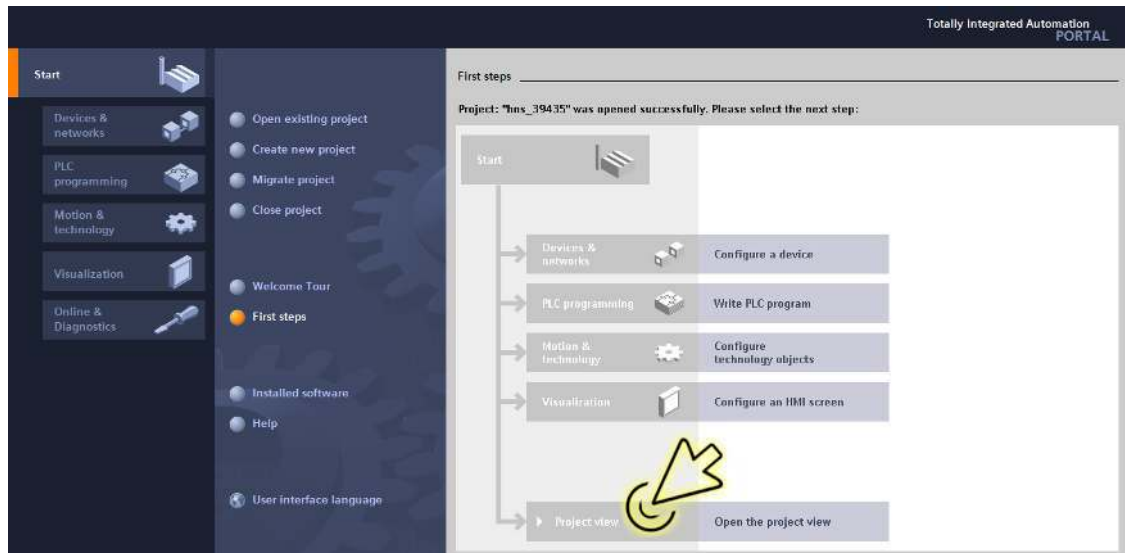 Totally Integrated Automation
PORTAL
Start
Devices &
networks
PLC
programming
Motion &
technology
Visualization
Online &
Diagnostics
Open existing project
Create new project
Migrate project
Close project
Welcome Tour
First steps
Installed software
Help
User interface language
First steps
Project: "hns_39435" was opened successfully. Please select the next step:
Start
Devices &
networks
Configure a device
PLC programming
Write PLC program
Motion &
technology
Configure
technology objects
Visualization
Configure an HMI screen
Project view
Open the project view